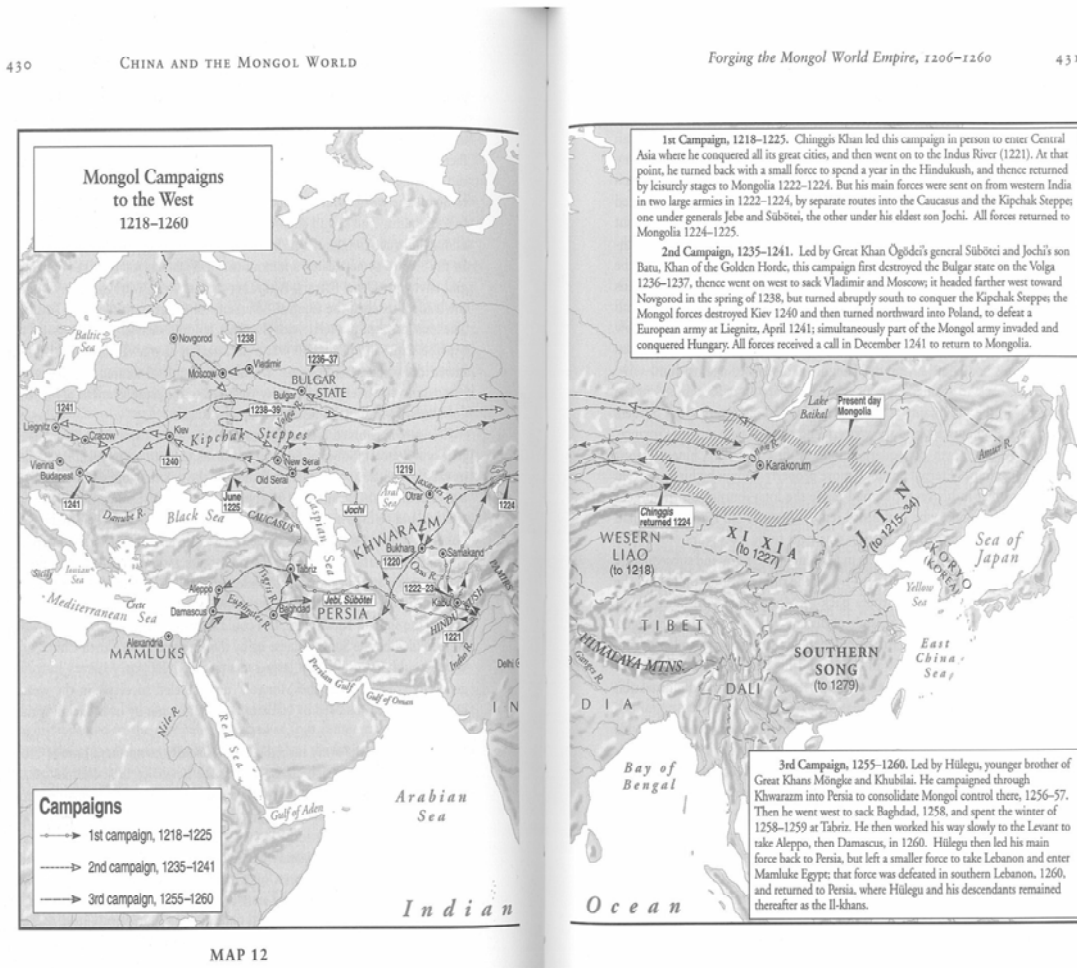 430
CHINA AND THE MONGOL WORLD
Forging the Mongol World Empire, 1206–1260
431
Mongol Campaigns
to the West
1218–1260
1st Campaign, 1218–1225. Chinggis Khan led this campaign in person to enter Central
Asia where he conquered all its great cities, and then went on to the Indus River (1221). At that
point, he turned back with a small force to spend a year in the Hindukush, and thence returned
by leisurely stages to Mongolia 1222–1224. But his main forces were sent on from western India
in two large armies in 1222–1224, by separate routes into the Caucasus and the Kipchak Steppe;
one under generals Jebe and Sübötei, the other under his eldest son Jochi. All forces returned to
Mongolia 1224–1225.
2nd Campaign, 1235–1241. Led by Great Khan Ögödei's general Sübötei and Jochi's son
Batu, Khan of the Golden Horde, this campaign first destroyed the Bulgar state on the Volga
1236–1237, thence went on west to sack Vladimir and Moscow; it headed farther west toward
Novgorod in the spring of 1238, but turned abruptly south to conquer the Kipchak Steppe; the
Mongol forces destroyed Kiev 1240 and then turned northward into Poland, to defeat a
European army at Liegnitz, April 1241; simultaneously part of the Mongol army invaded and
conquered Hungary. All forces received a call in December 1241 to return to Mongolia.
Baltic
Sea
Novgorod
1238
Moscow
Vladimir
1236–37
BULGAR
STATE
Bulgar
1241
Liegnitz
Cracow
Kiev
1238–39
Volga R.
Kipchak Steppes
1240
Vienna
Budapest
1241
New Serai
Old Serai
June
1225
Danube R.
Black Sea
CAUCASUS
Caspian
Sea
Jochi
1219
Aral
Sea
Jaxartes R.
Otrar
1224
KHWARAZM
Bukhara
1220
Samakand
Oxus R.
PAMIRS
1222–23
Kabul
HINDU KUSH
1221
Indus R.
Tabriz
Tigris R.
Jebi, Sübötei
PERSIA
Baghdad
Euphrates R.
Aleppo
Damascus
Sicily
Ionian
Sea
Crete
Mediterranean Sea
Alexandria
MAMLUKS
Persian Gulf
Gulf of Oman
Delhi
INDIA
Nile R.
Red Sea
Gulf of Aden
Arabian
Sea
Lake
Baikal
Present day
Mongolia
Onon R.
Amur R.
Karakorum
Chinggis
returned 1224
WESERN
LIAO
(to 1218)
XI XIA
(to 1227)
JIN
(to 1215–34)
KORYO
(KOREA)
Sea of
Japan
Yellow
Sea
East
China
Sea
TIBET
HIMALAYA MTNS.
Ganges R.
SOUTHERN
SONG
(to 1279)
DALI
Bay of
Bengal
Indian Ocean
Campaigns
1st campaign, 1218–1225
2nd campaign, 1235–1241
3rd campaign, 1255–1260
3rd Campaign, 1255–1260. Led by Hülegu, younger brother of
Great Khans Möngke and Khubilai. He campaigned through
Khwarazm into Persia to consolidate Mongol control there, 1256–57.
Then he went west to sack Baghdad, 1258, and spent the winter of
1258–1259 at Tabriz. He then worked his way slowly to the Levant to
take Aleppo, then Damascus, in 1260. Hülegu then led his main
force back to Persia, but left a smaller force to take Lebanon and enter
Mamluke Egypt; that force was defeated in southern Lebanon, 1260,
and returned to Persia, where Hülegu and his descendants remained
thereafter as the Il-khans.
MAP 12